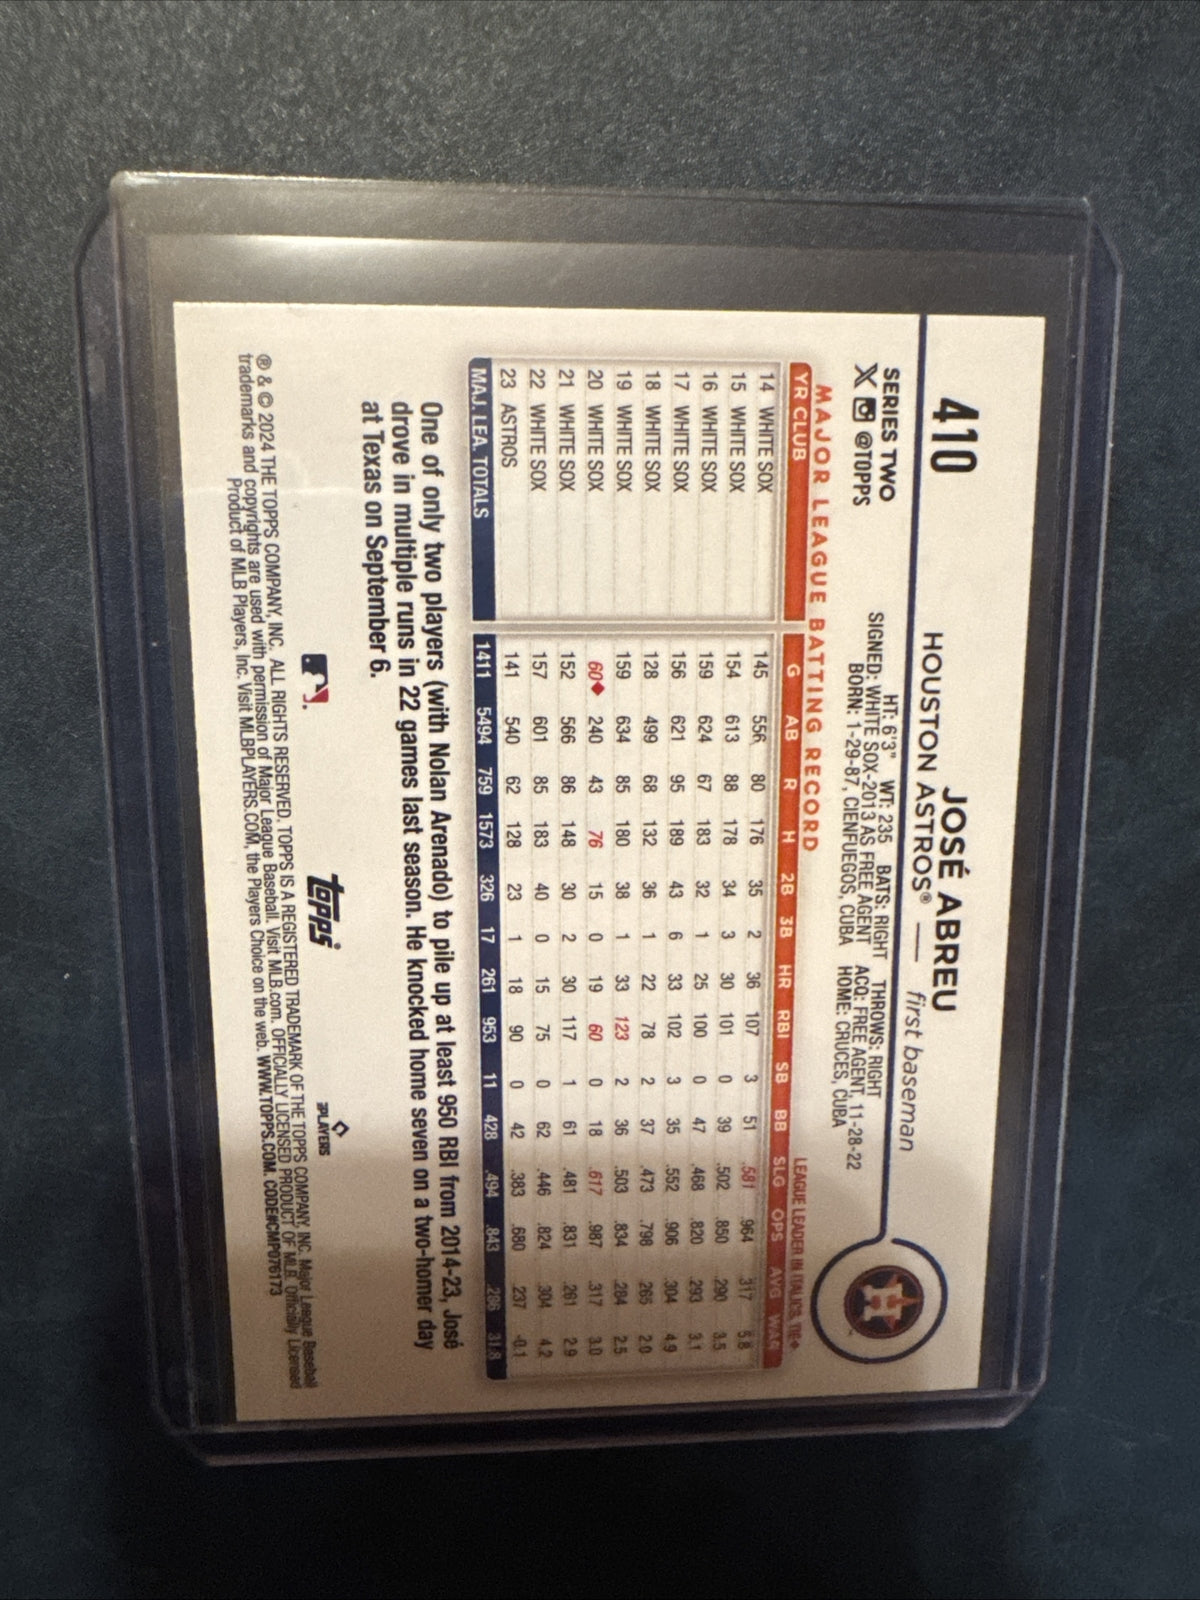 410
JOSÉ ABREU
HOUSTON ASTROS® — first baseman
SERIES TWO
@TOPPS
HT: 6'3" WT: 235 BATS: RIGHT THROWS: RIGHT
SIGNED: WHITE SOX-2013 AS FREE AGENT ACQ: FREE AGENT, 11-28-22
BORN: 1-29-87, CIENFUEGOS, CUBA HOME: CRUCES, CUBA
MAJOR LEAGUE BATTING RECORD
LEAGUE LEADER IN ITALICS, TIE◆
YR CLUB G AB R H 2B 3B HR RBI SB BB SLG OPS AVG WAR
14 WHITE SOX 145 556 80 176 35 2 36 107 3 51 .581 .964 .317 5.8
15 WHITE SOX 154 613 88 178 34 3 30 101 0 39 .502 .850 .290 3.5
16 WHITE SOX 159 624 67 183 32 1 25 100 0 47 .468 .820 .293 3.1
17 WHITE SOX 156 621 95 189 43 6 33 102 3 35 .552 .906 .304 4.9
18 WHITE SOX 128 499 68 132 36 1 22 78 2 37 .473 .798 .265 2.0
19 WHITE SOX 159 634 85 180 38 1 33 123 2 36 .503 .834 .284 2.5
20 WHITE SOX 60◆ 240 43 76 15 0 19 60 0 18 .617 .987 .317 3.0
21 WHITE SOX 152 566 86 148 30 2 30 117 1 61 .481 .831 .261 2.9
22 WHITE SOX 157 601 85 183 40 0 15 75 0 62 .446 .824 .304 4.2
23 ASTROS 141 540 62 128 23 1 18 90 0 42 .383 .680 .237 -0.1
MAJ. LEA. TOTALS 1411 5494 759 1573 326 17 261 953 11 428 .494 .843 .286 31.8
One of only two players (with Nolan Arenado) to pile up at least 950 RBI from 2014-23, José
drove in multiple runs in 22 games last season. He knocked home seven on a two-homer day
at Texas on September 6.
topps
PLAYERS
® & © 2024 THE TOPPS COMPANY, INC. ALL RIGHTS RESERVED. TOPPS IS A REGISTERED TRADEMARK OF THE TOPPS COMPANY, INC. Major League Baseball
trademarks and copyrights are used with permission of Major League Baseball. Visit MLB.com. OFFICIALLY LICENSED PRODUCT OF MLB. Officially Licensed
Product of MLB Players, Inc. Visit MLBPLAYERS.COM, the Players Choice on the web. WWW.TOPPS.COM. CODE#CMP076173